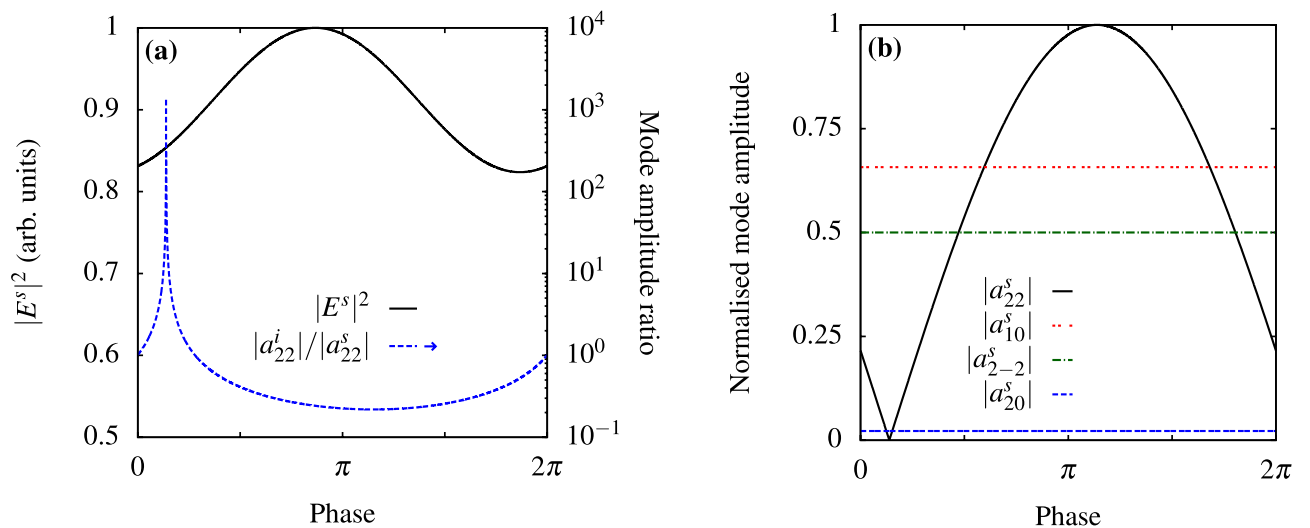 (a)
|E^s|^2 (arb. units)
1
0.9
0.8
0.7
0.6
0.5
10^4
10^3
10^2
10^1
10^0
10^−1
Mode amplitude ratio
|E^s|^2
|a^i_22|/|a^s_22|
0
π
2π
Phase
(b)
Normalised mode amplitude
1
0.75
0.5
0.25
0
|a^s_22|
|a^s_10|
|a^s_2−2|
|a^s_20|
0
π
2π
Phase